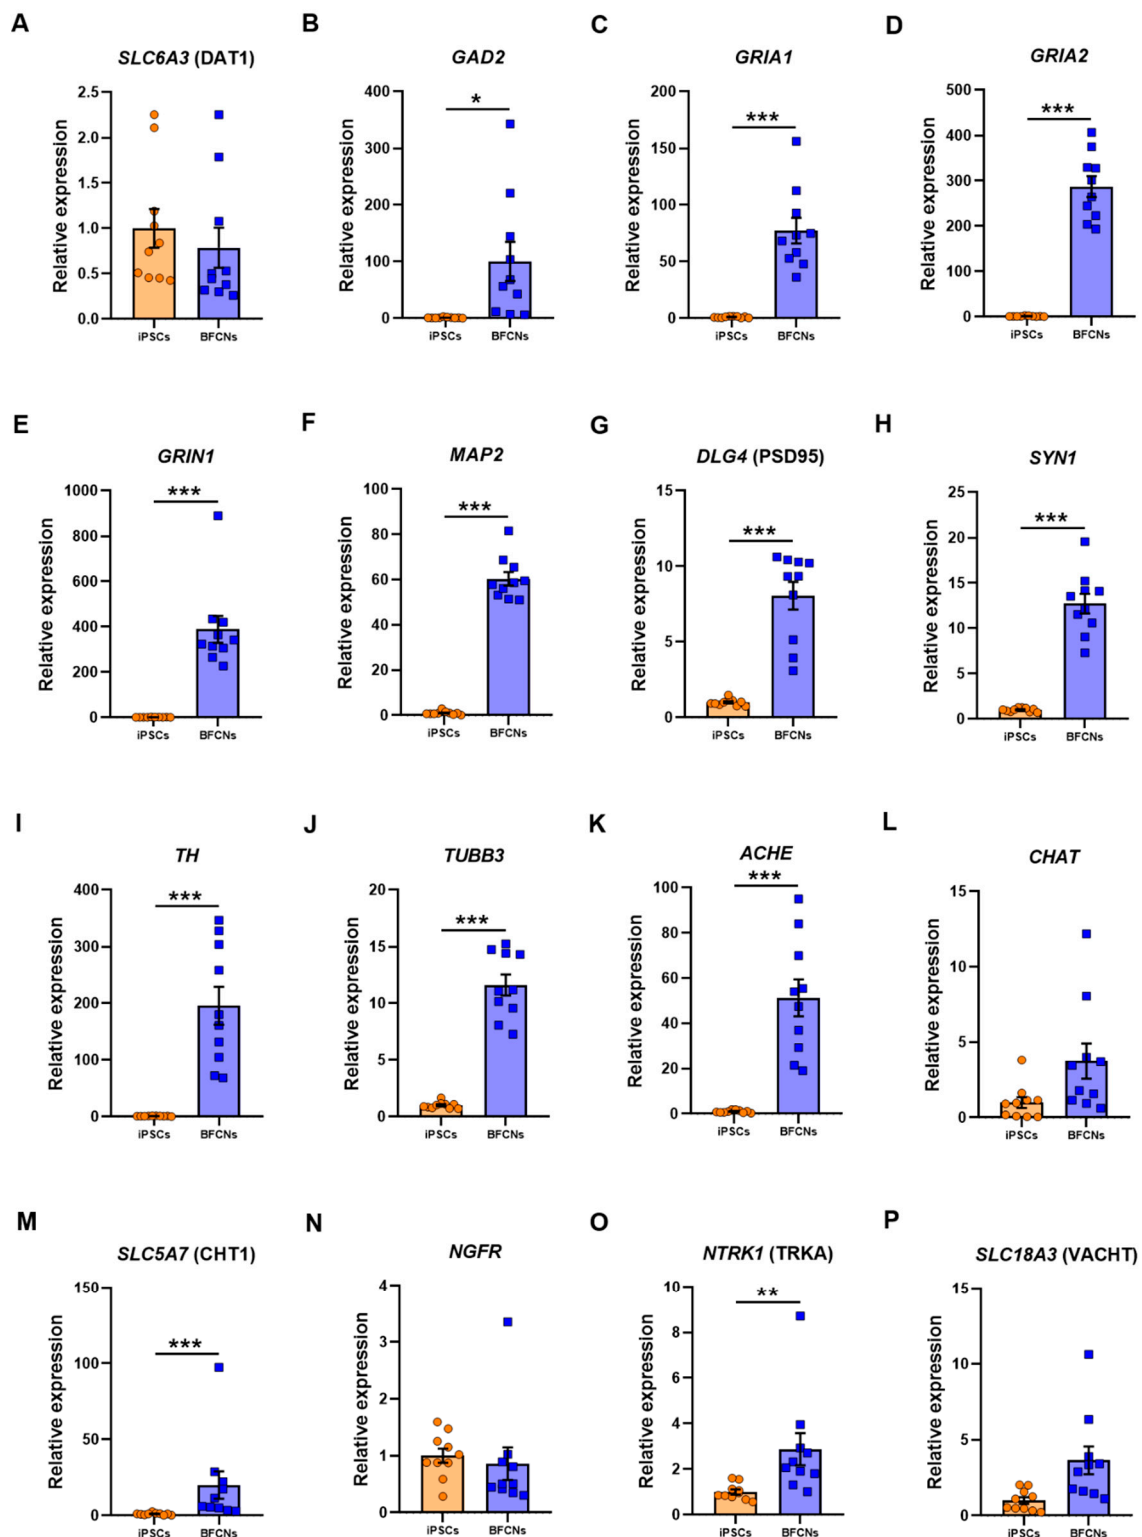 A
SLC6A3 (DAT1)
Relative expression
2.5
2.0
1.5
1.0
0.5
0.0
iPSCs
BFCNs
B
GAD2
Relative expression
400
300
200
100
0
*
iPSCs
BFCNs
C
GRIA1
Relative expression
200
150
100
50
0
***
iPSCs
BFCNs
D
GRIA2
Relative expression
500
400
300
200
100
0
***
iPSCs
BFCNs
E
GRIN1
Relative expression
1000
800
600
400
200
0
***
iPSCs
BFCNs
F
MAP2
Relative expression
100
80
60
40
20
0
***
iPSCs
BFCNs
G
DLG4 (PSD95)
Relative expression
15
10
5
0
***
iPSCs
BFCNs
H
SYN1
Relative expression
25
20
15
10
5
0
***
iPSCs
BFCNs
I
TH
Relative expression
400
300
200
100
0
***
iPSCs
BFCNs
J
TUBB3
Relative expression
20
15
10
5
0
***
iPSCs
BFCNs
K
ACHE
Relative expression
100
80
60
40
20
0
***
iPSCs
BFCNs
L
CHAT
Relative expression
15
10
5
0
iPSCs
BFCNs
M
SLC5A7 (CHT1)
Relative expression
150
100
50
0
***
iPSCs
BFCNs
N
NGFR
Relative expression
4
3
2
1
0
iPSCs
BFCNs
O
NTRK1 (TRKA)
Relative expression
10
8
6
4
2
0
**
iPSCs
BFCNs
P
SLC18A3 (VACHT)
Relative expression
15
10
5
0
iPSCs
BFCNs